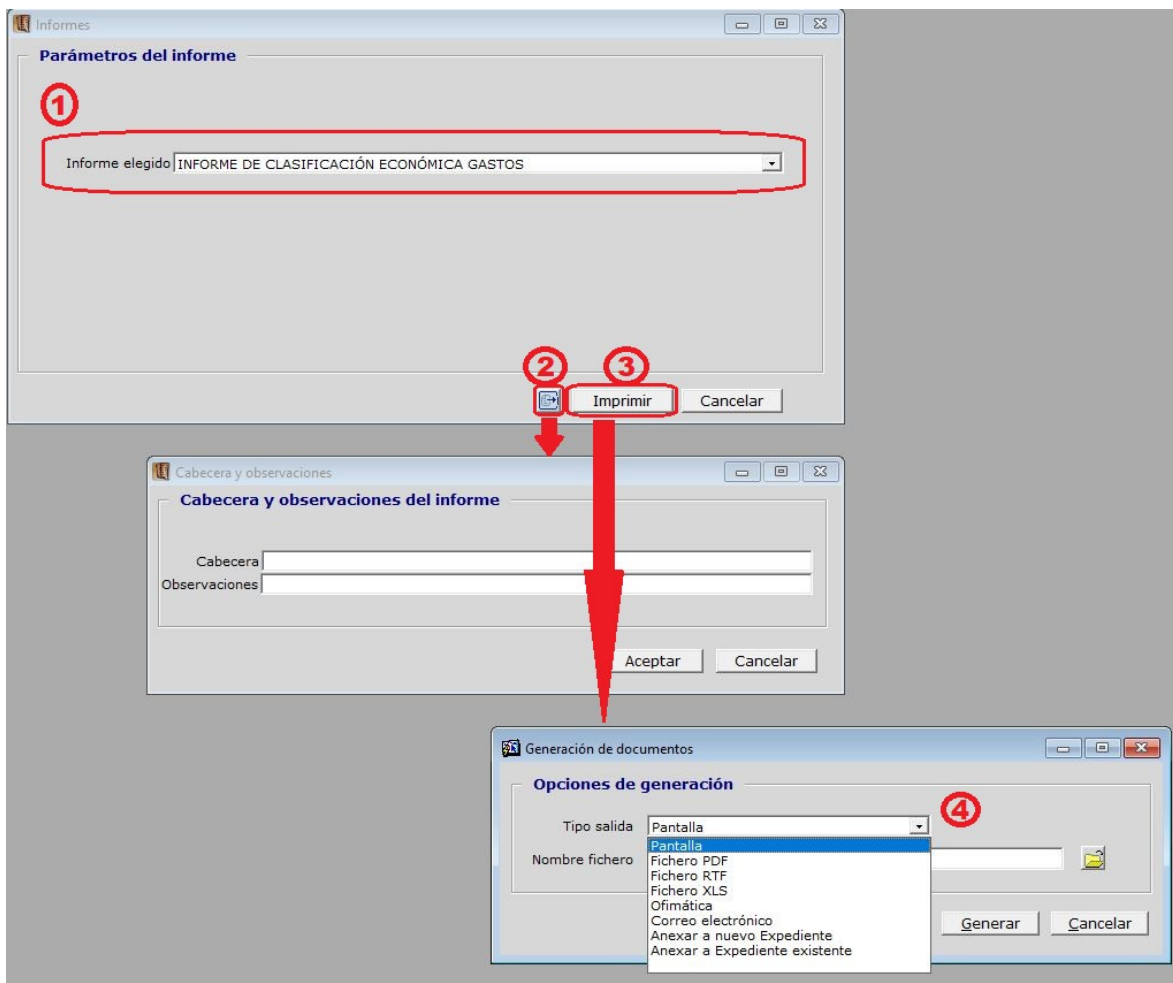 Informes
Parámetros del informe
1
Informe elegido INFORME DE CLASIFICACIÓN ECONÓMICA GASTOS
2 3
Imprimir Cancelar
Cabecera y observaciones
Cabecera y observaciones del informe
Cabecera
Observaciones
Aceptar Cancelar
Generación de documentos
Opciones de generación
4
Tipo salida Pantalla
Pantalla
Nombre fichero Fichero PDF
Fichero RTF
Fichero XLS
Ofimática
Correo electrónico
Generar Cancelar
Anexar a nuevo Expediente
Anexar a Expediente existente